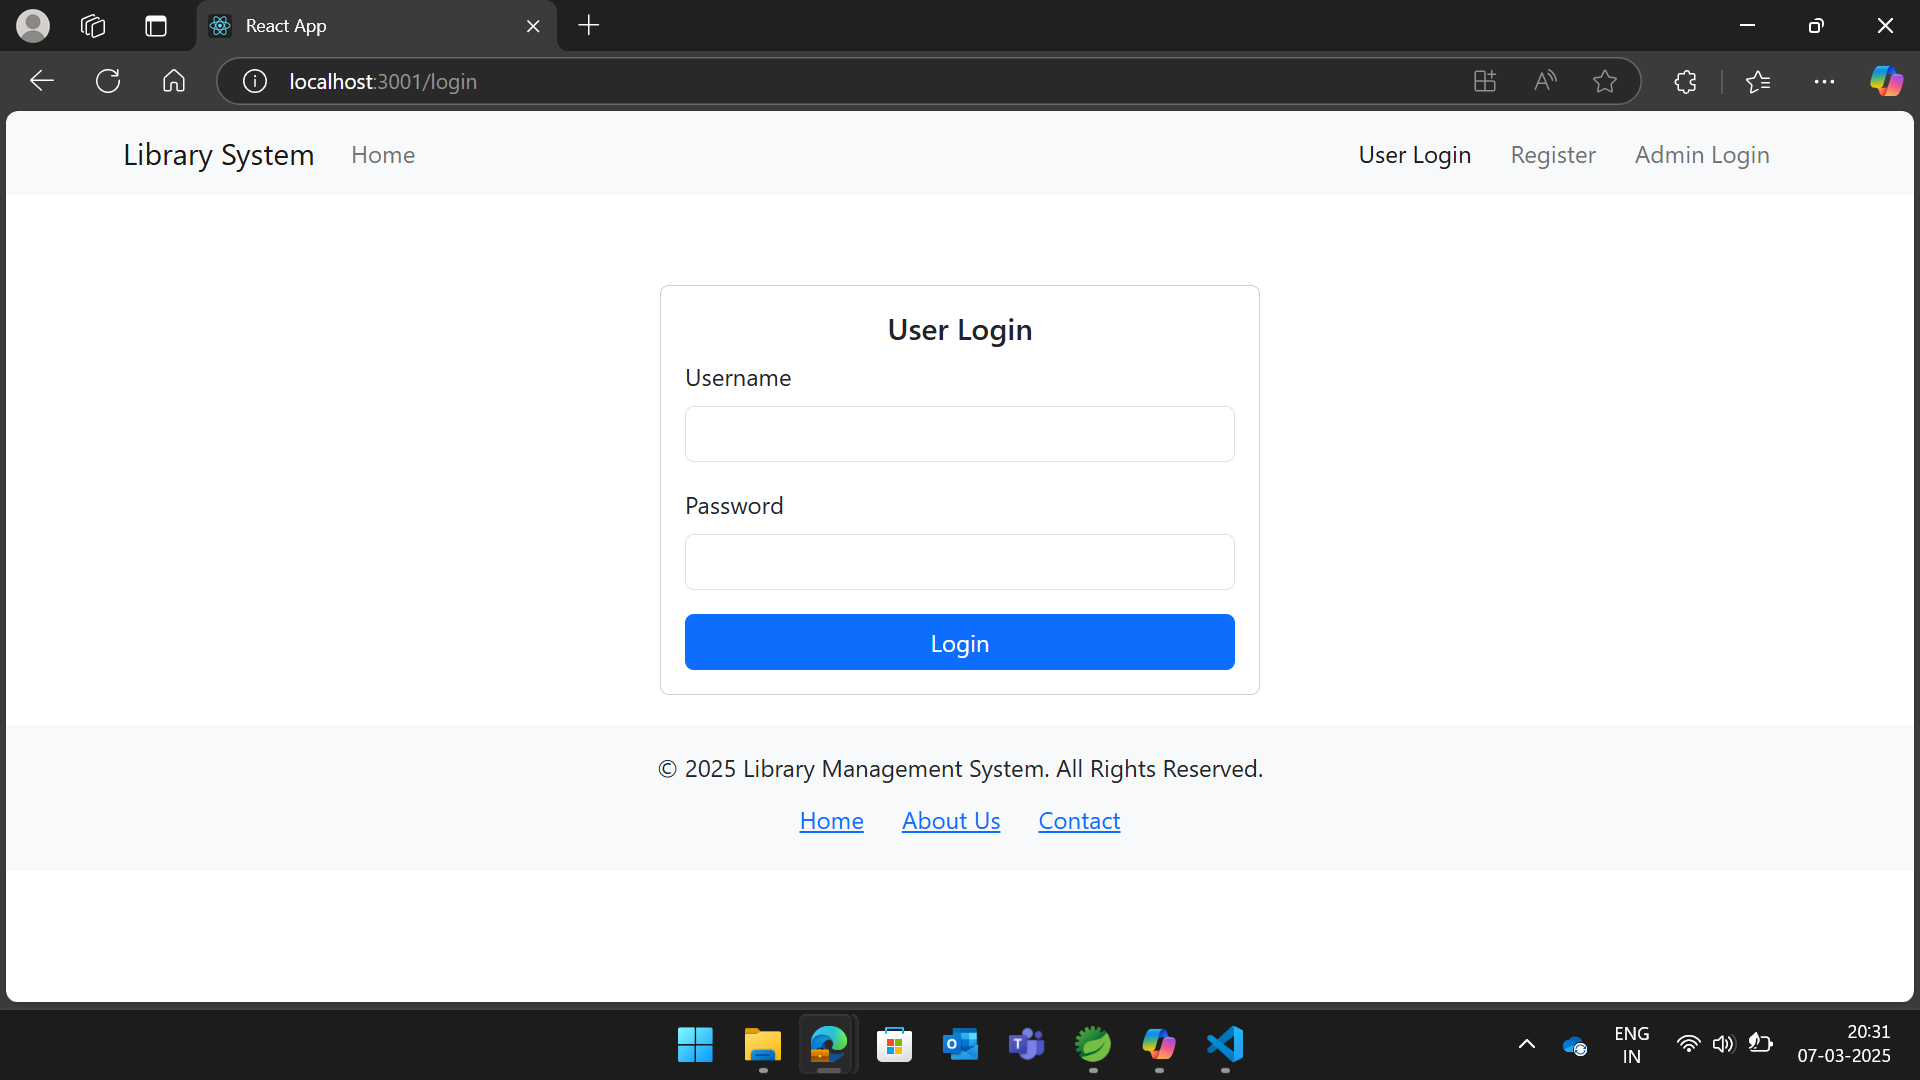 React App
localhost:3001/login
Library System Home User Login Register Admin Login
User Login
Username
Password
Login
© 2025 Library Management System. All Rights Reserved.
Home About Us Contact
ENG 20:31
IN 07-03-2025